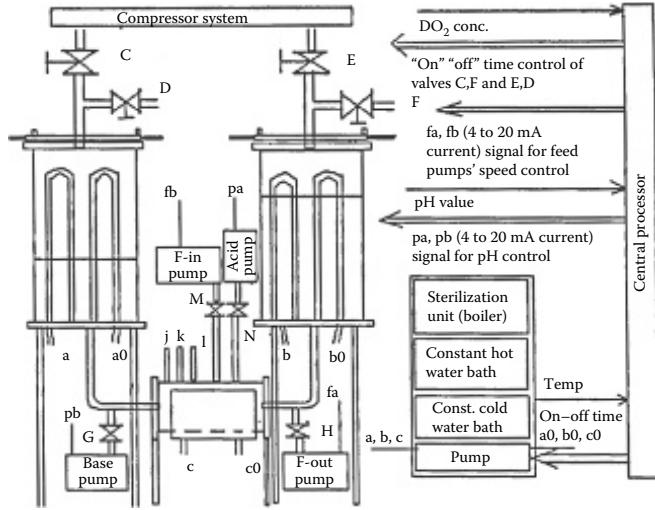 Compressor system
C
E
D
F
DO2 conc.
"On" "off" time control of
valves C,F and E,D
fa, fb (4 to 20 mA
current) signal for feed
pumps' speed control
pH value
pa, pb (4 to 20 mA current)
signal for pH control
Central processor
fb
pa
F-in
pump
Acid
pump
M
N
j
k
l
a
a0
b
b0
fa
pb
G
H
Base
pump
c
c0
F-out
pump
Sterilization
unit (boiler)
Constant hot
water bath
Const. cold
water bath
Pump
a, b, c
Temp
On–off time
a0, b0, c0